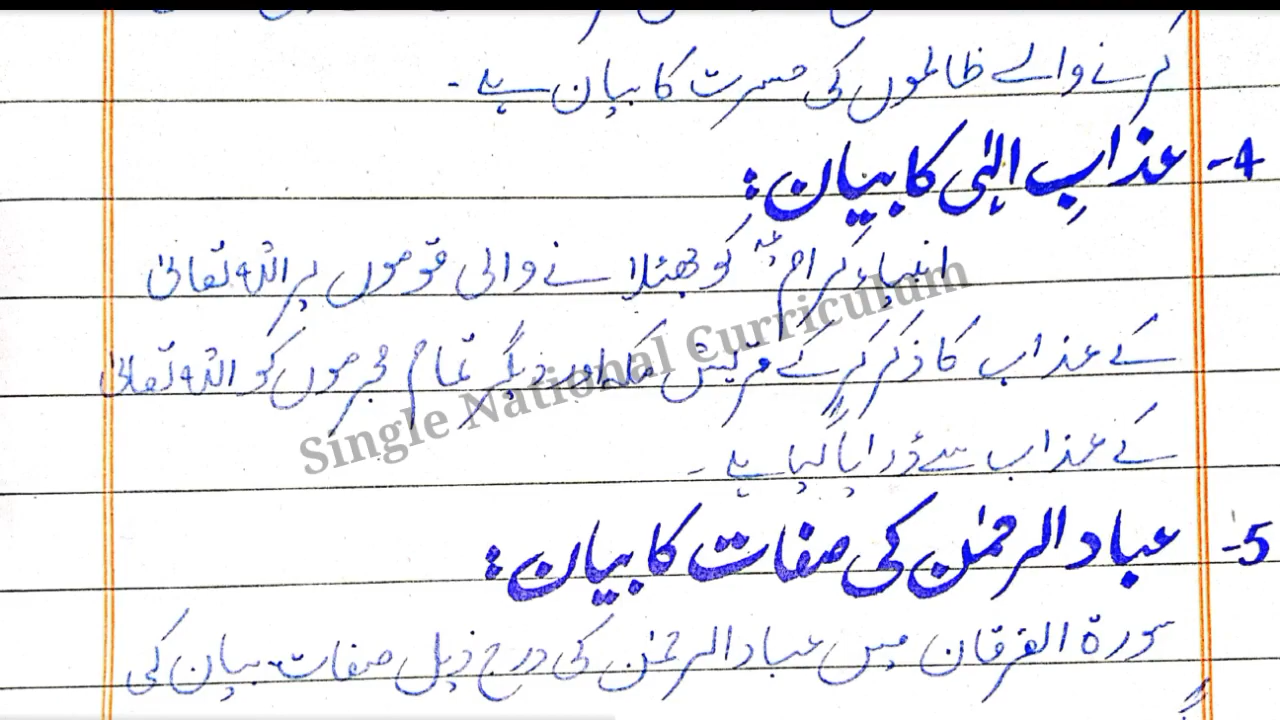 کرنے والے ظالموں کی حسرت کا بیان ہے۔
4- عذابِ الٰہی کا بیان:
انبیاء کرامؑ کو جھٹلانے والی قوموں پر اللہ تعالیٰ
کے عذاب کا ذکر کرکے قریش مکہ اور دیگر تمام مجرموں کو اللہ تعالیٰ
کے عذاب سے ڈرایا گیا ہے۔
5- عباد الرحمٰن کی صفات کا بیان:
سورۃ الفرقان میں عباد الرحمٰن کی درج ذیل صفات بیان کی
Single National Curriculum